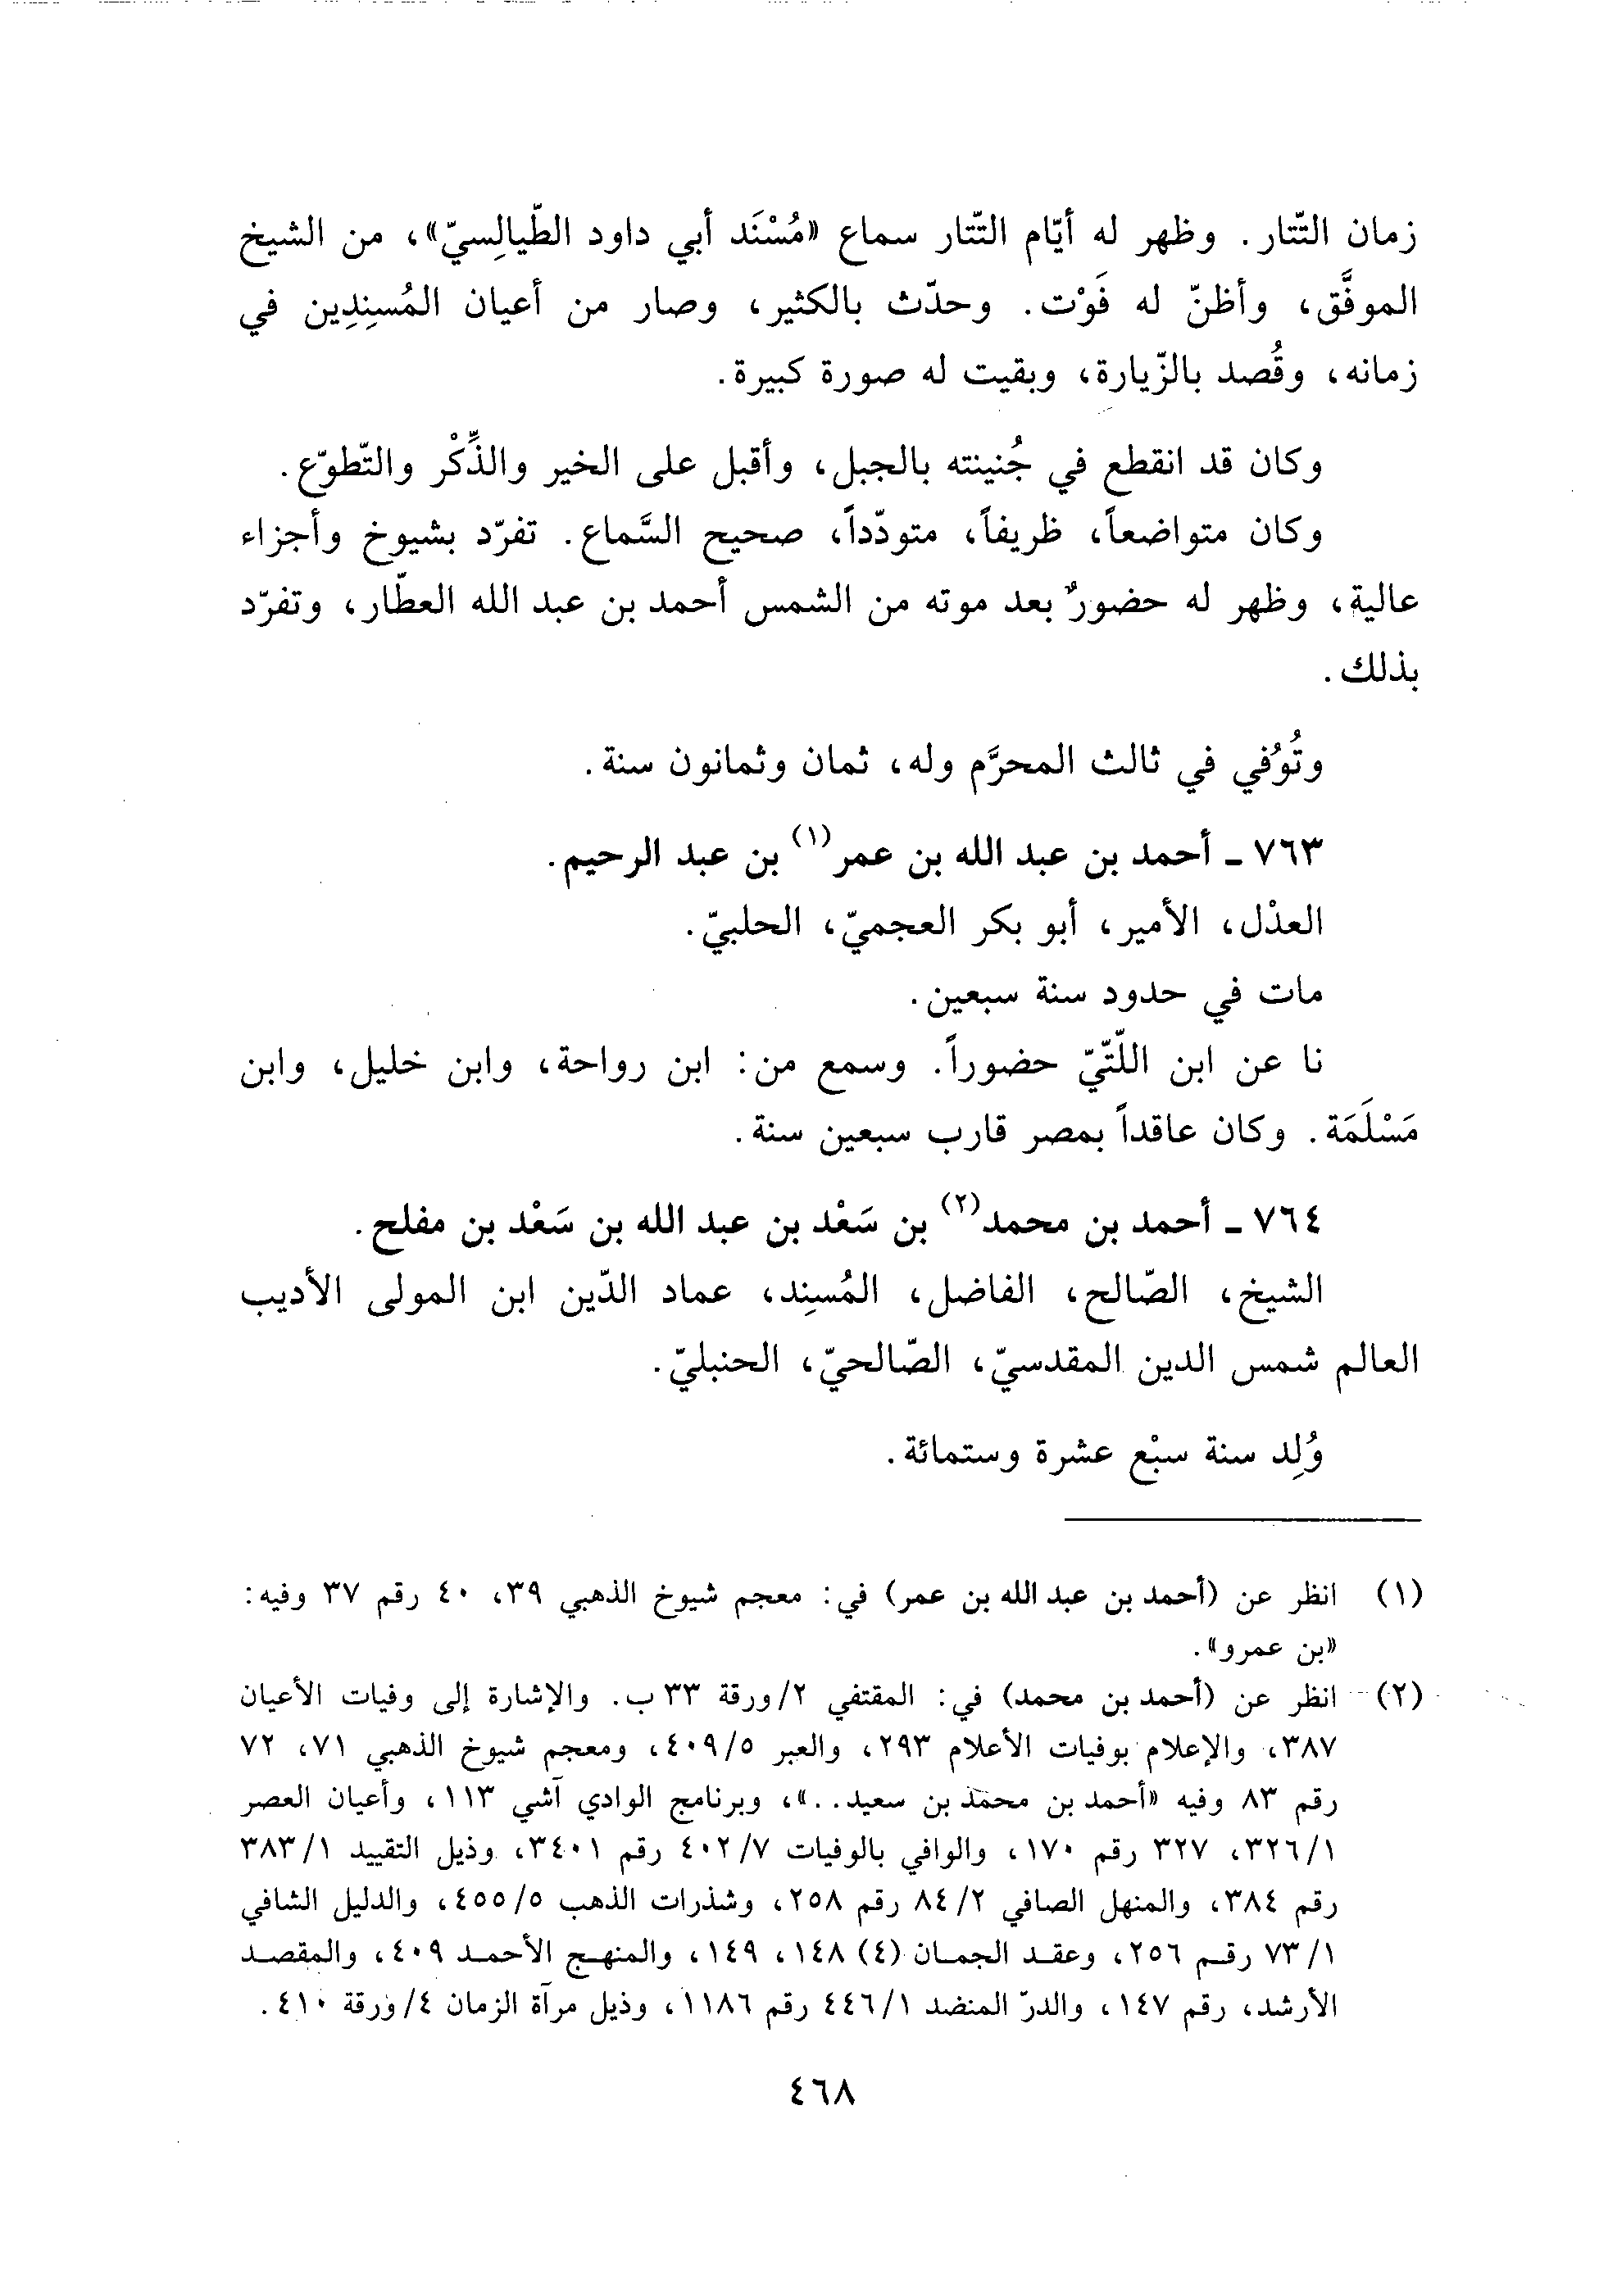 زمان التّتار. وظهر له أيّام التّتار سماع «مُسْنَد أبي داود الطّيالِسيّ»، من الشيخ
الموفَّق، وأظنّ له فَوْت. وحدّث بالكثير، وصار من أعيان المُسنِدِين في
زمانه، وقُصد بالزّيارة، وبقيت له صورة كبيرة.
وكان قد انقطع في جُنينته بالجبل، وأقبل على الخير والذِّكْر والتّطوّع.
وكان متواضعاً، ظريفاً، متودّداً، صحيح السَّماع. تفرّد بشيوخ وأجزاء
عالية، وظهر له حضورٌ بعد موته من الشمس أحمد بن عبد الله العطّار، وتفرّد
بذلك.
وتُوُفي في ثالث المحرَّم وله، ثمان وثمانون سنة.
٧٦٣ ـ أحمد بن عبد الله بن عمر(١) بن عبد الرحيم.
العدْل، الأمير، أبو بكر العجميّ، الحلبيّ.
مات في حدود سنة سبعين.
نا عن ابن اللّتّيّ حضوراً. وسمع من: ابن رواحة، وابن خليل، وابن
مَسْلَمَة. وكان عاقداً بمصر قارب سبعين سنة.
٧٦٤ ـ أحمد بن محمد(٢) بن سَعْد بن عبد الله بن سَعْد بن مفلح.
الشيخ، الصّالح، الفاضل، المُسنِد، عماد الدّين ابن المولى الأديب
العالم شمس الدين المقدسيّ، الصّالحيّ، الحنبليّ.
وُلِد سنة سبْع عشرة وستمائة.
(١) انظر عن (أحمد بن عبد الله بن عمر) في: معجم شيوخ الذهبي ٣٩، ٤٠ رقم ٣٧ وفيه:
«بن عمرو».
(٢) انظر عن (أحمد بن محمد) في: المقتفي ٢/ورقة ٣٣ ب. والإشارة إلى وفيات الأعيان
٣٨٧، والإعلام بوفيات الأعلام ٢٩٣، والعبر ٤٠٩/٥، ومعجم شيوخ الذهبي ٧١، ٧٢
رقم ٨٣ وفيه «أحمد بن محمد بن سعيد..»، وبرنامج الوادي آشي ١١٣، وأعيان العصر
٣٢٦/١، ٣٢٧ رقم ١٧٠، والوافي بالوفيات ٤٠٢/٧ رقم ٣٤٠١، وذيل التقييد ٣٨٣/١
رقم ٣٨٤، والمنهل الصافي ٨٤/٢ رقم ٢٥٨، وشذرات الذهب ٤٥٥/٥، والدليل الشافي
٧٣/١ رقم ٢٥٦، وعقد الجمان (٤) ١٤٨، ١٤٩، والمنهج الأحمد ٤٠٩، والمقصد
الأرشد، رقم ١٤٧، والدرّ المنضد ٤٤٦/١ رقم ١١٨٦، وذيل مرآة الزمان ٤/ورقة ٤١٠.
٤٦٨